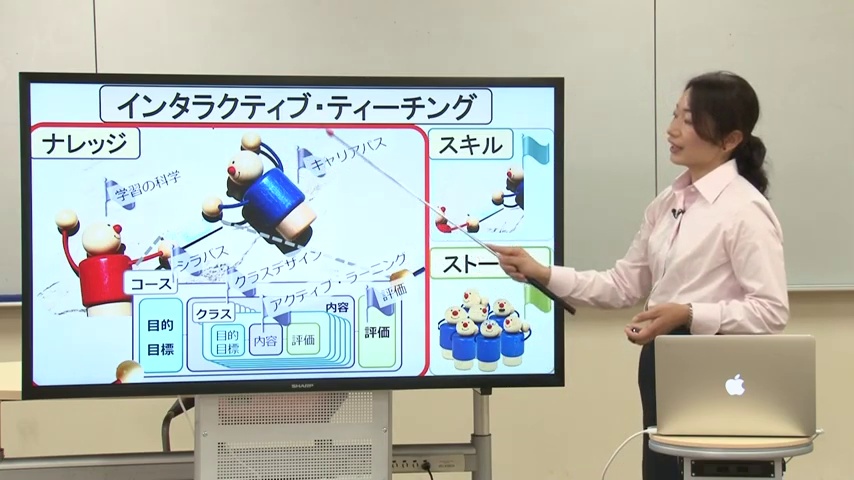 インタラクティブ・ティーチング
ナレッジ
スキル
キャリアパス
学習の科学
シラバス
クラスデザイン
ストー
アクティブ・ラーニング
評価
コース
クラス
内容
目的
目標
目的
目標
内容
評価
評価
SHARP